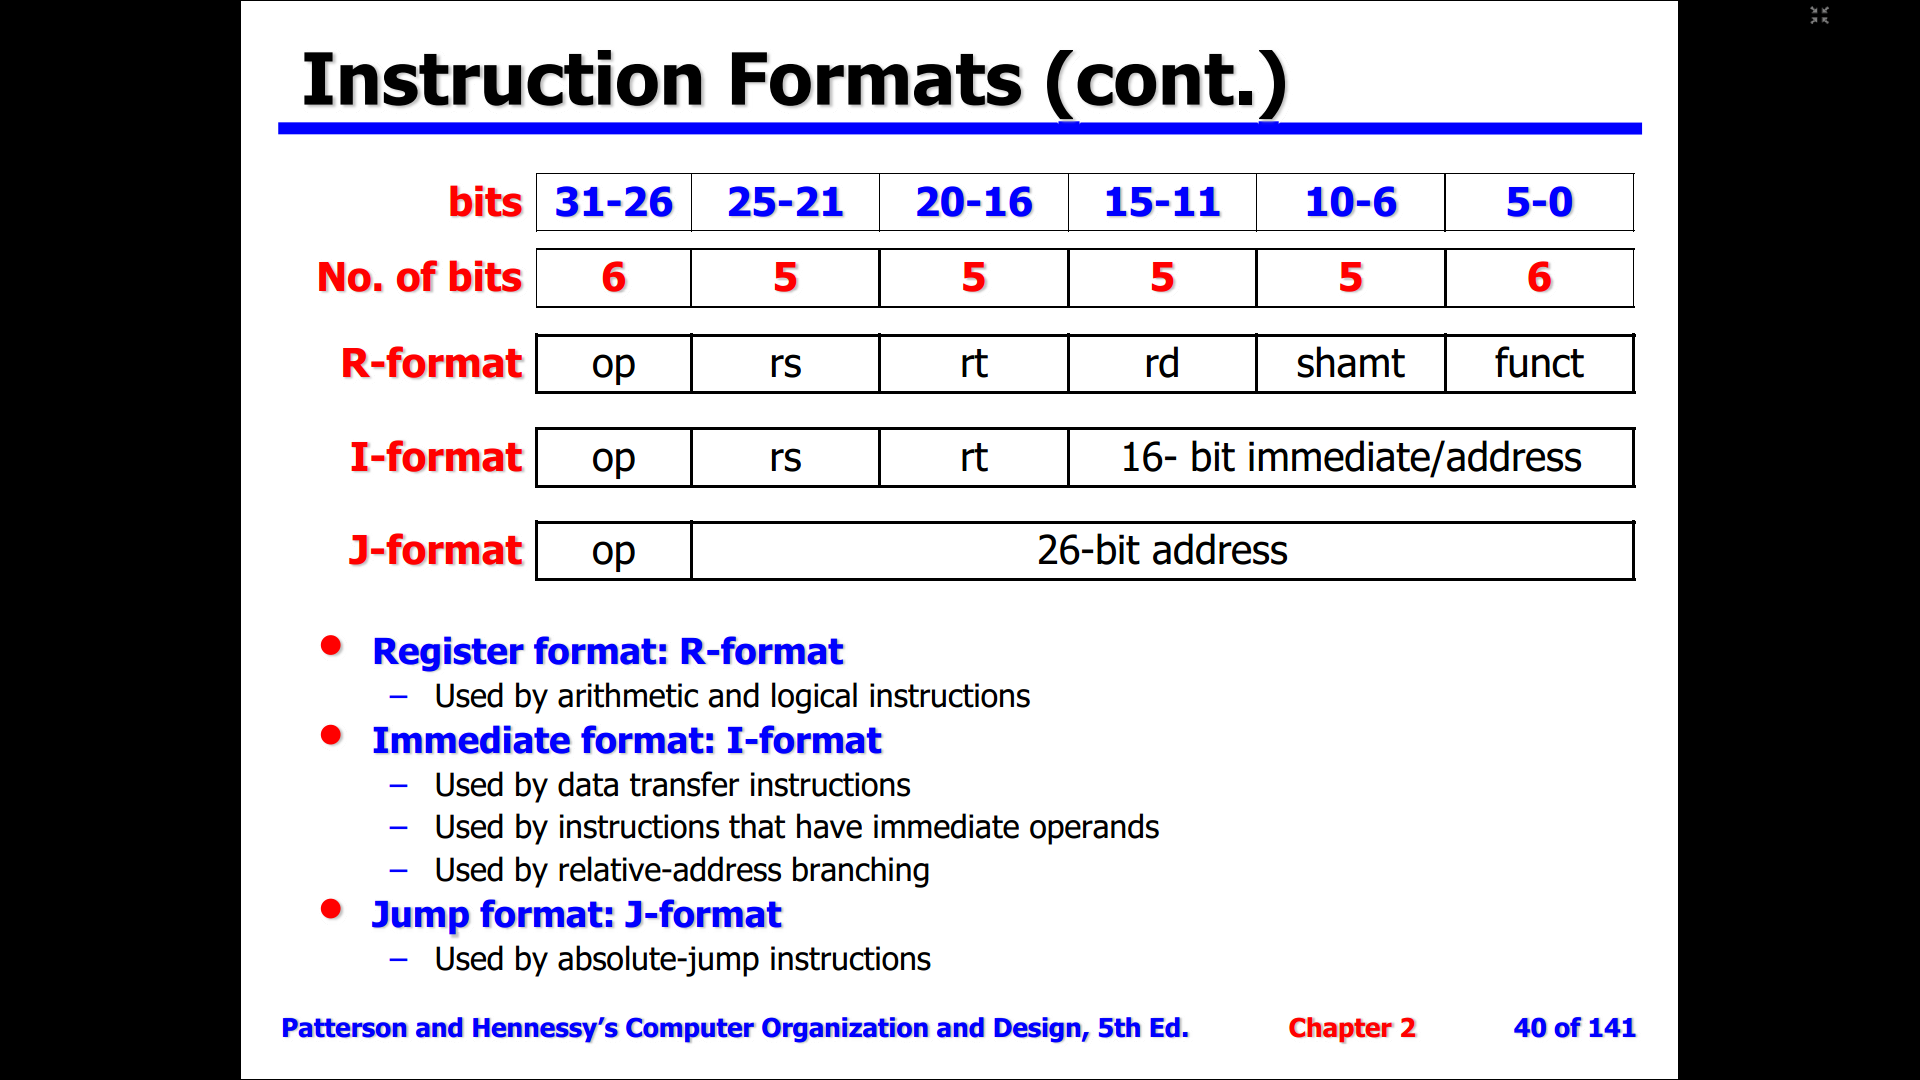 Instruction Formats (cont.)
bits 31-26 25-21 20-16 15-11 10-6 5-0
No. of bits 6 5 5 5 5 6
R-format op rs rt rd shamt funct
I-format op rs rt 16- bit immediate/address
J-format op 26-bit address
• Register format: R-format
– Used by arithmetic and logical instructions
• Immediate format: I-format
– Used by data transfer instructions
– Used by instructions that have immediate operands
– Used by relative-address branching
• Jump format: J-format
– Used by absolute-jump instructions
Patterson and Hennessy’s Computer Organization and Design, 5th Ed. Chapter 2 40 of 141